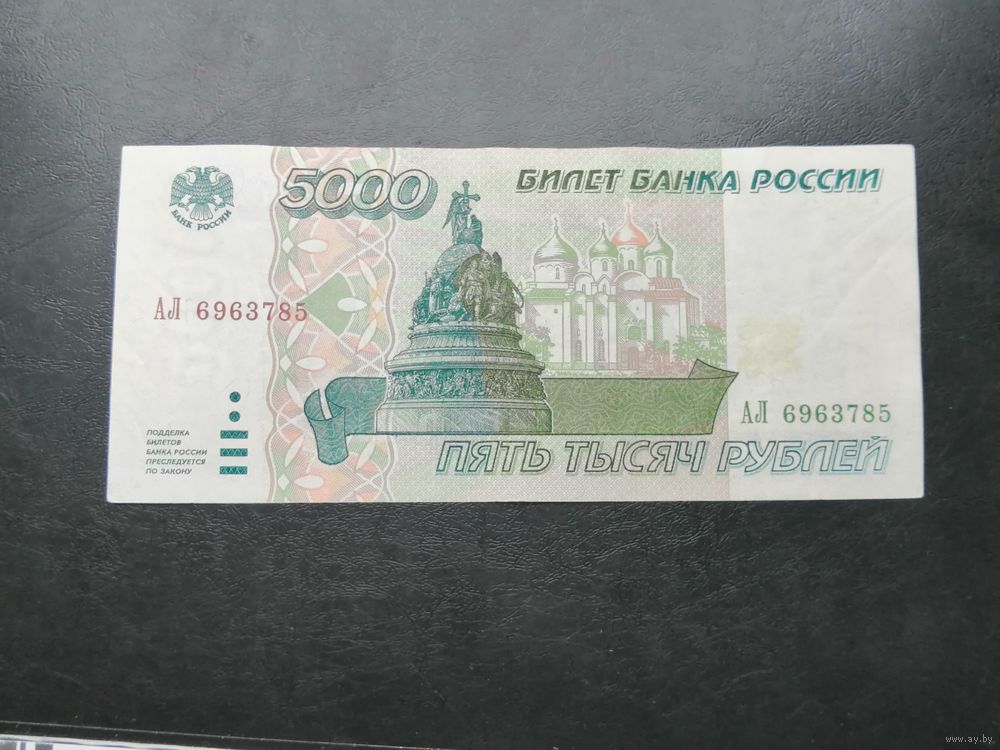 5000
БИЛЕТ БАНКА РОССИИ
БАНК РОССИИ
АЛ 6963785
АЛ 6963785
ПОДДЕЛКА
БИЛЕТОВ
БАНКА РОССИИ
ПРЕСЛЕДУЕТСЯ
ПО ЗАКОНУ
ПЯТЬ ТЫСЯЧ РУБЛЕЙ
www.ay.by